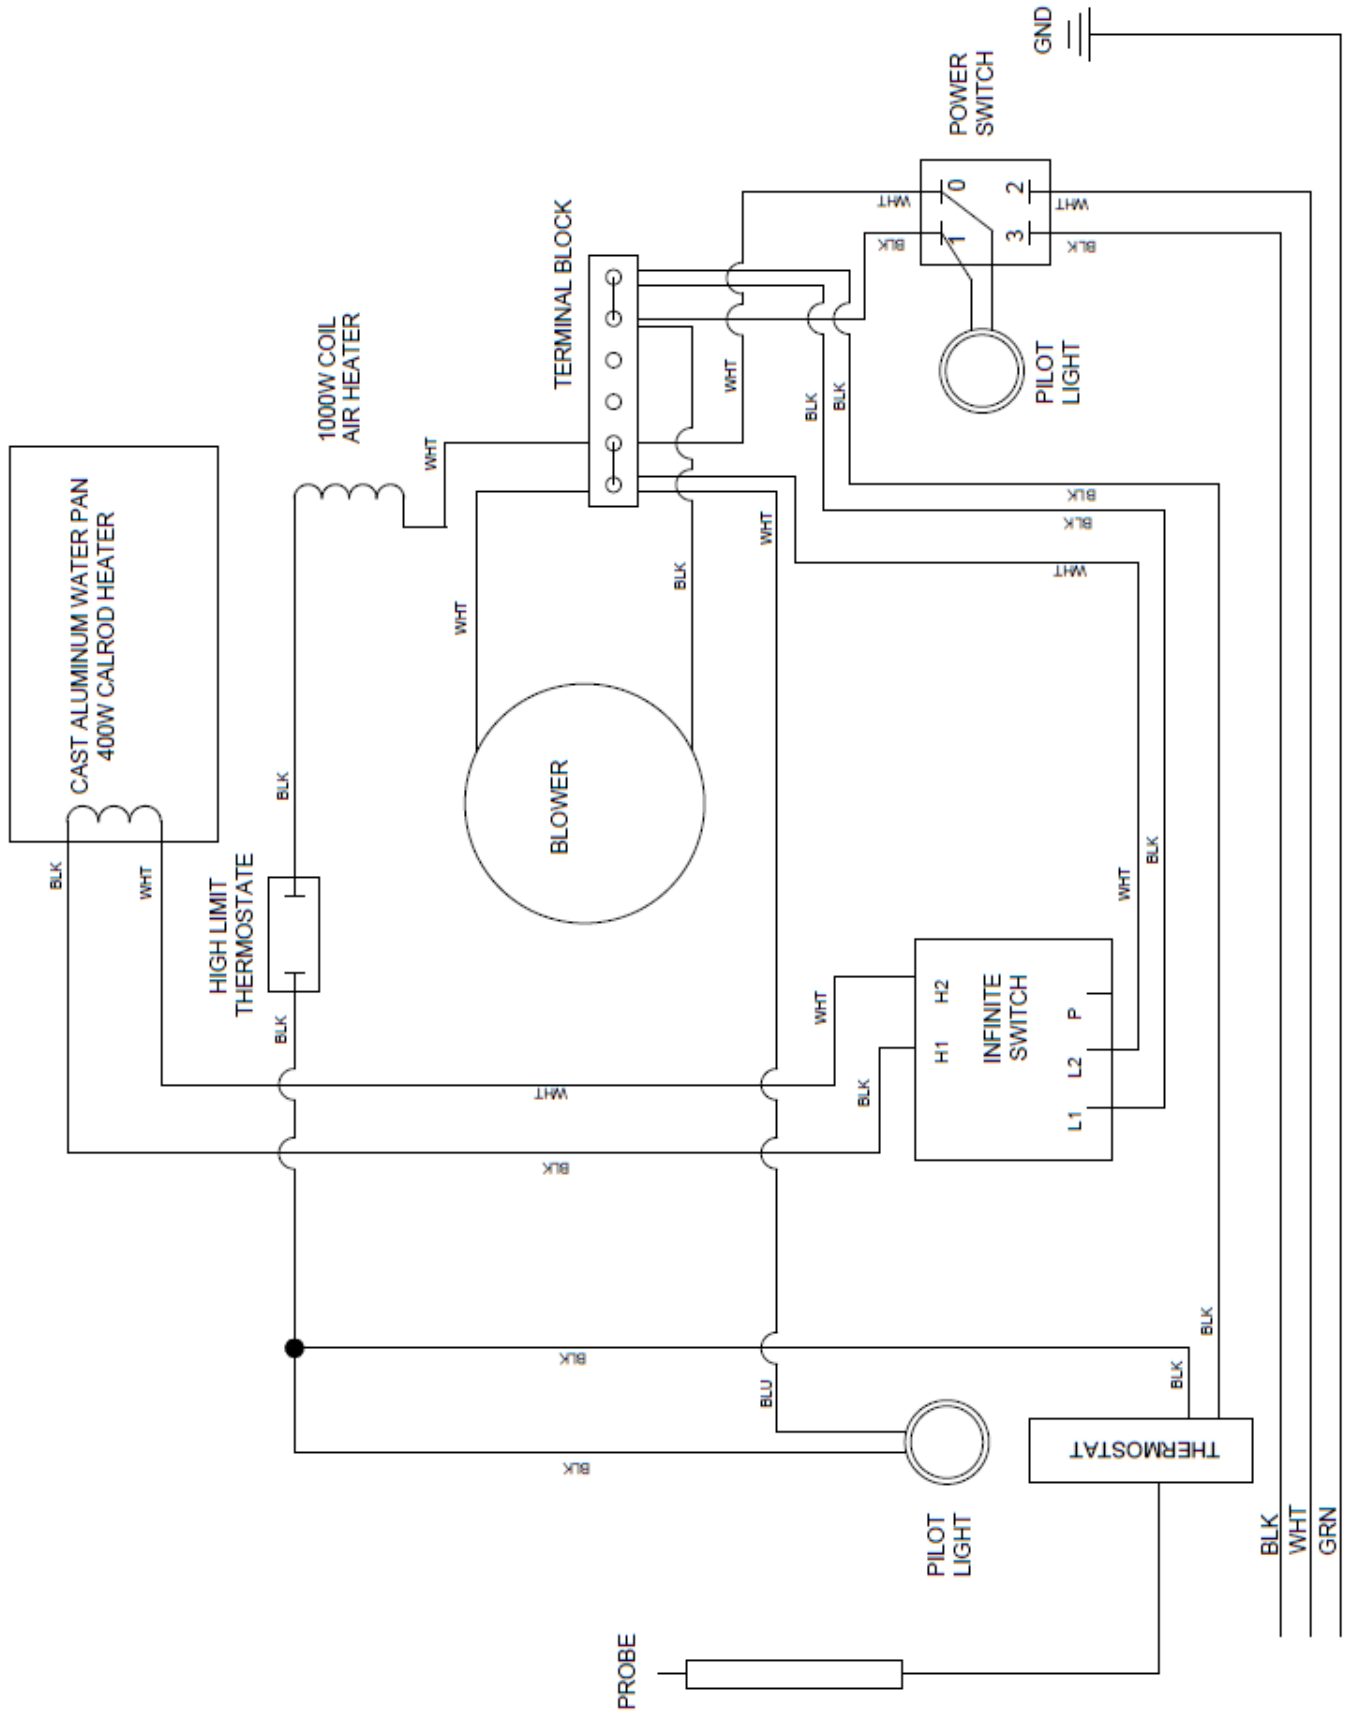 CAST ALUMINUM WATER PAN
400W CALROD HEATER
BLK
WHT
HIGH LIMIT
THERMOSTATE
BLK
BLK
1000W COIL
AIR HEATER
WHT
TERMINAL BLOCK
WHT
BLK
BLOWER
WHT
WHT
BLK
BLK
WHT
BLK
POWER
SWITCH
0
1
2
3
WHT
BLK
GND
PILOT
LIGHT
BLK
BLK
WHT
WHT
BLK
INFINITE
SWITCH
H1
H2
L1
L2
P
WHT
BLK
WHT
BLK
BLK
BLK
BLU
BLK
BLK
THERMOSTAT
PILOT
LIGHT
PROBE
BLK
WHT
GRN